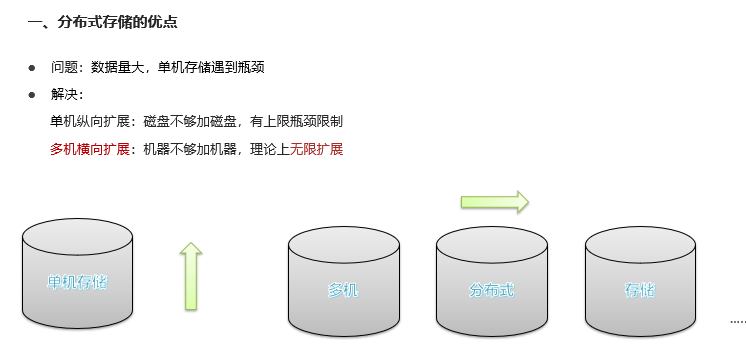 一、分布式存储的优点
● 问题：数据量大，单机存储遇到瓶颈
● 解决：
单机纵向扩展：磁盘不够加磁盘，有上限瓶颈限制
多机横向扩展：机器不够加机器，理论上无限扩展
单机存储
多机
分布式
存储
......